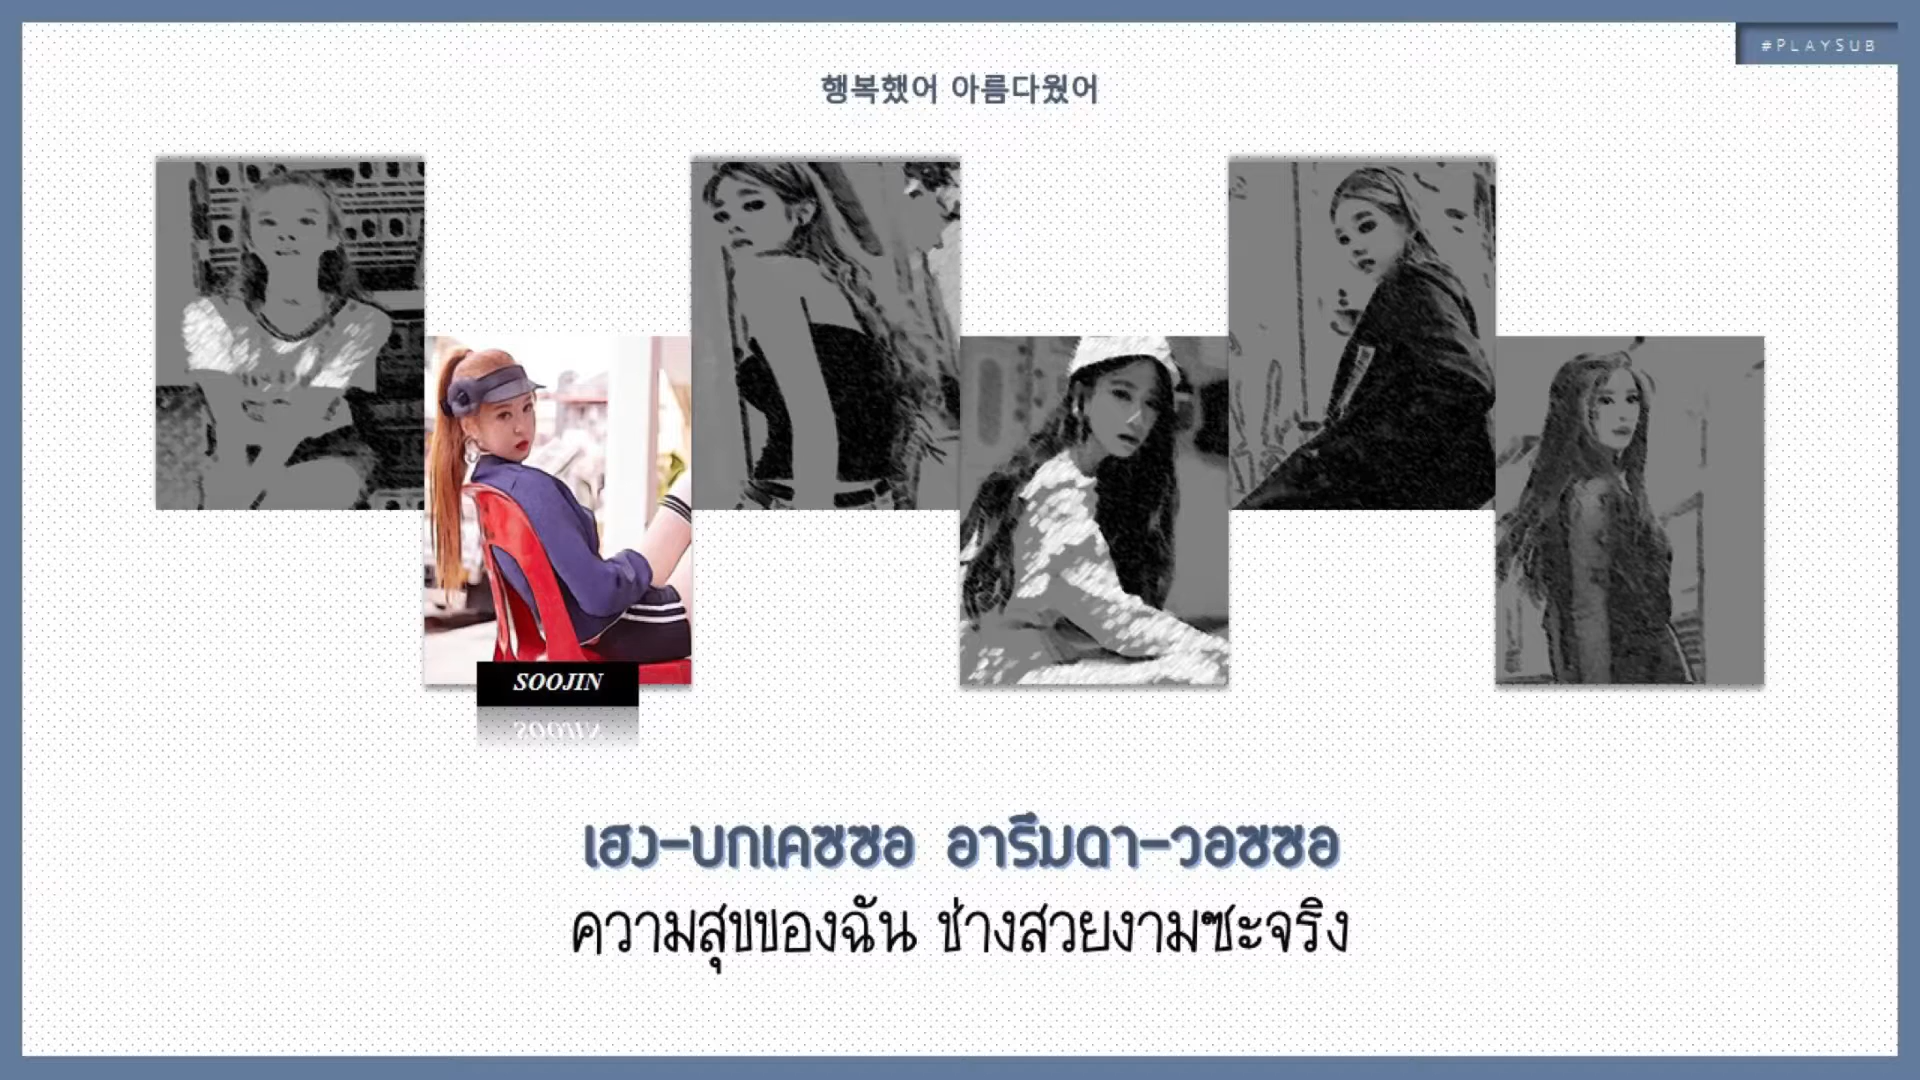 #PLAYSUB
행복했어 아름다웠어
SOOJIN
เฮง-บกเคซซอ อารึมดา-วอซซอ
ความสุขของฉัน ช่างสวยงามซะจริง